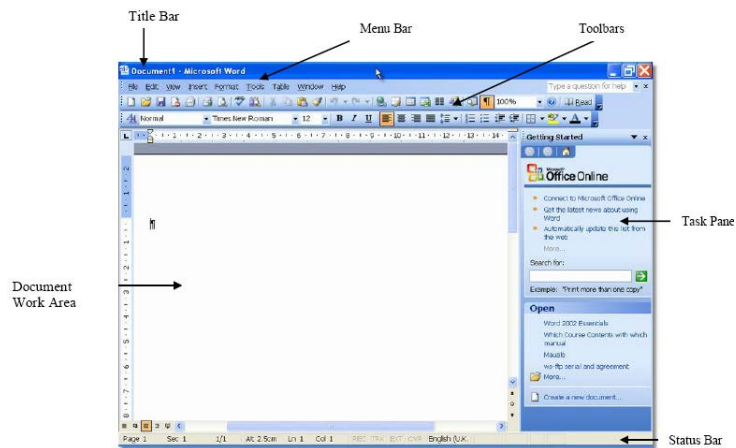 Title Bar
Menu Bar
Toolbars
Document1 - Microsoft Word
File Edit View Insert Format Tools Table Window Help
Type a question for help
100%
Read
Normal
Times New Roman
12
B I U
Getting Started
Microsoft
Office Online
Connect to Microsoft Office Online
Get the latest news about using
Word
Automatically update this list from
the web
More...
Search for:
Example: "Print more than one copy"
Task Pane
Document
Work Area
Open
Word 2002 Essentials
Which Course Contents with which
manual
ws-ftp serial and agreement
More...
Create a new document...
Page 1 Sec 1 1/1 At 2.5cm Ln 1 Col 1 REC TRK EXT OVR English (U.K.
Status Bar